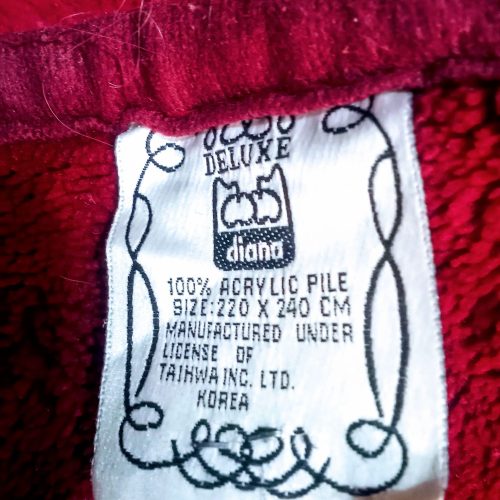 DELUXE
diana
100% ACRYLIC PILE
SIZE: 220 X 240 CM
MANUFACTURED UNDER
LICENSE OF
TAIHWA INC. LTD.
KOREA